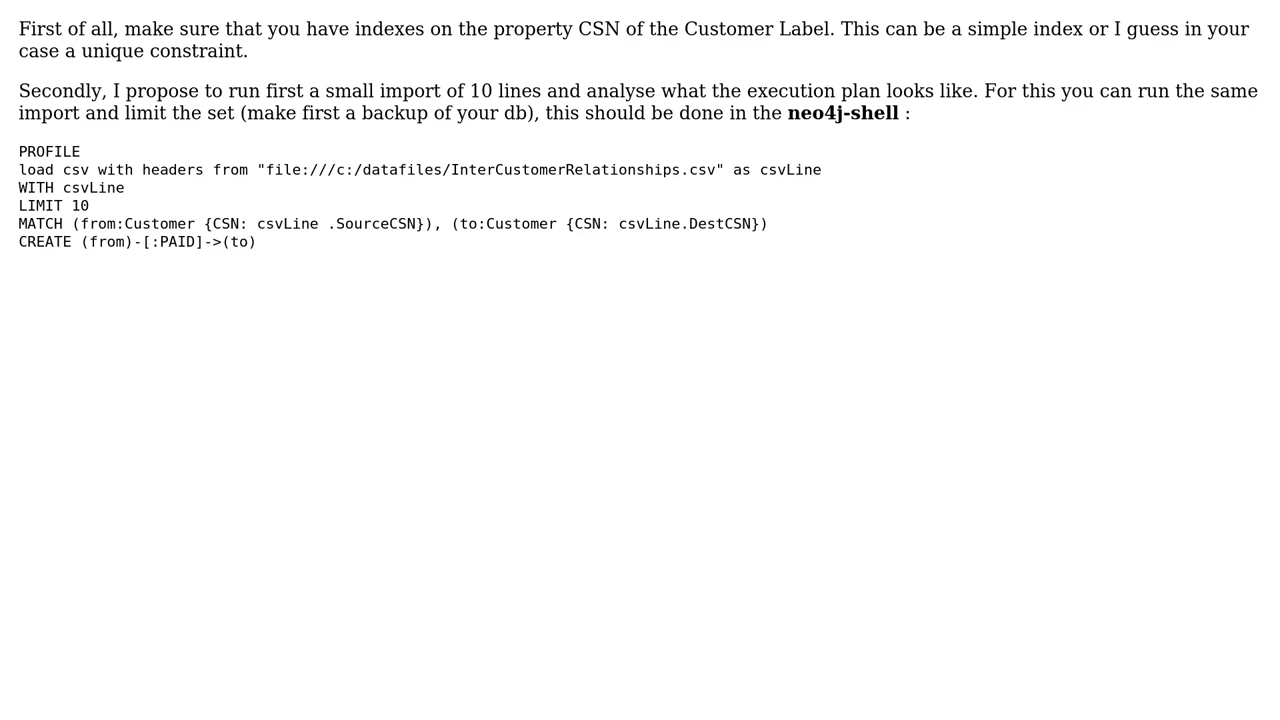 First of all, make sure that you have indexes on the property CSN of the Customer Label. This can be a simple index or I guess in your
case a unique constraint.
Secondly, I propose to run first a small import of 10 lines and analyse what the execution plan looks like. For this you can run the same
import and limit the set (make first a backup of your db), this should be done in the neo4j-shell :
PROFILE
load csv with headers from "file:///c:/datafiles/InterCustomerRelationships.csv" as csvLine
WITH csvLine
LIMIT 10
MATCH (from:Customer {CSN: csvLine .SourceCSN}), (to:Customer {CSN: csvLine.DestCSN})
CREATE (from)-[:PAID]->(to)